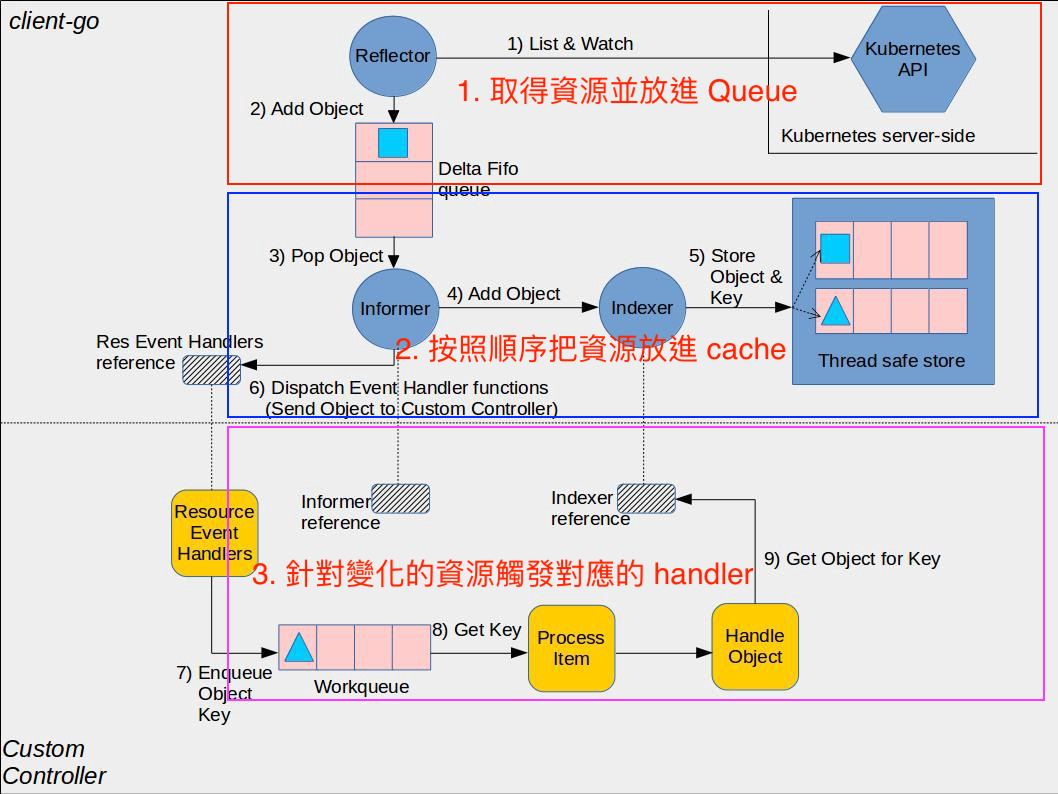 client-go
Reflector
1) List & Watch
Kubernetes
API
1. 取得資源並放進 Queue
2) Add Object
Kubernetes server-side
Delta Fifo
queue
3) Pop Object
Informer
4) Add Object
Indexer
5) Store
Object &
Key
Thread safe store
2. 按照順序把資源放進 cache
Res Event Handlers
reference
6) Dispatch Event Handler functions
(Send Object to Custom Controller)
Resource
Event
Handlers
Informer
reference
Indexer
reference
9) Get Object for Key
3. 針對變化的資源觸發對應的 handler
7) Enqueue
Object
Key
Workqueue
8) Get Key
Process
Item
Handle
Object
Custom
Controller